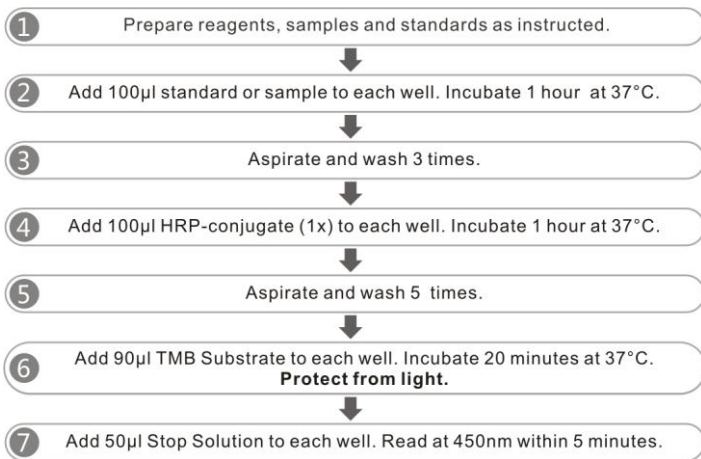 1 Prepare reagents, samples and standards as instructed.
2 Add 100μl standard or sample to each well. Incubate 1 hour at 37°C.
3 Aspirate and wash 3 times.
4 Add 100μl HRP-conjugate (1x) to each well. Incubate 1 hour at 37°C.
5 Aspirate and wash 5 times.
6 Add 90μl TMB Substrate to each well. Incubate 20 minutes at 37°C.
Protect from light.
7 Add 50μl Stop Solution to each well. Read at 450nm within 5 minutes.